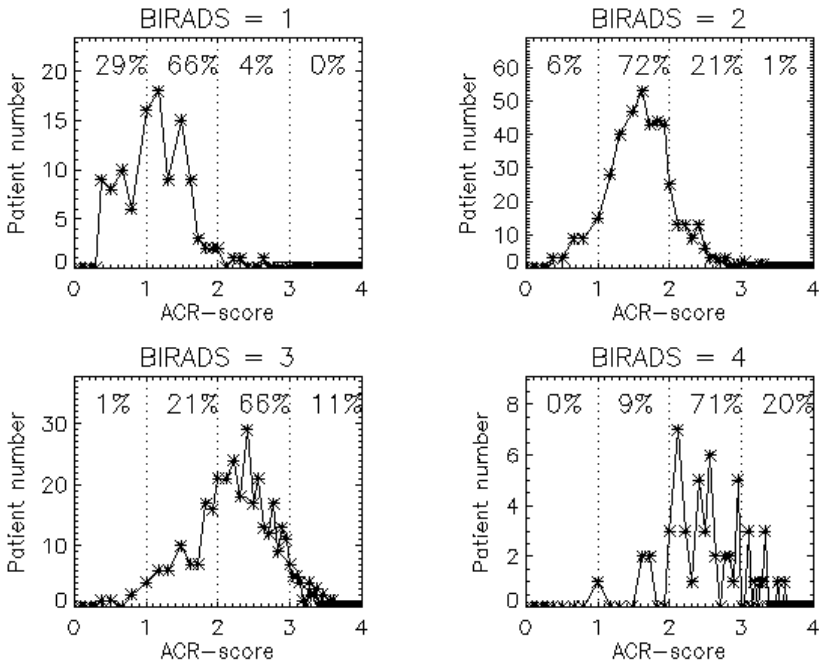 BIRADS = 1
29% 66% 4% 0%
20
15
10
5
0
Patient number
0 1 2 3 4
ACR-score
BIRADS = 2
6% 72% 21% 1%
60
50
40
30
20
10
0
Patient number
0 1 2 3 4
ACR-score
BIRADS = 3
1% 21% 66% 11%
30
20
10
0
Patient number
0 1 2 3 4
ACR-score
BIRADS = 4
0% 9% 71% 20%
8
6
4
2
0
Patient number
0 1 2 3 4
ACR-score